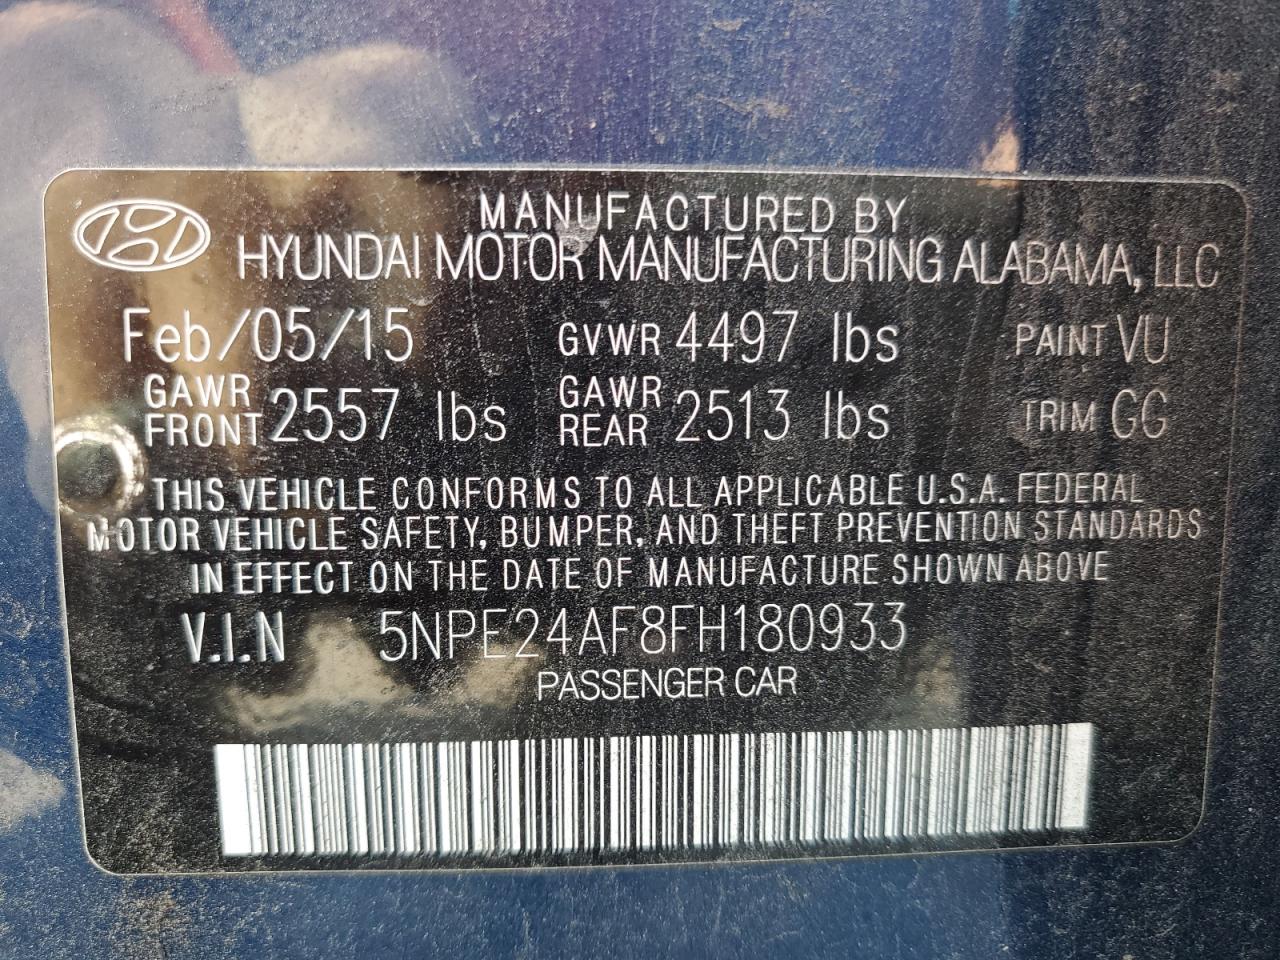 MANUFACTURED BY
HYUNDAI MOTOR MANUFACTURING ALABAMA, LLC
Feb/05/15 GVWR 4497 lbs PAINT VU
GAWR FRONT 2557 lbs GAWR REAR 2513 lbs TRIM GG
THIS VEHICLE CONFORMS TO ALL APPLICABLE U.S.A. FEDERAL
MOTOR VEHICLE SAFETY, BUMPER, AND THEFT PREVENTION STANDARDS
IN EFFECT ON THE DATE OF MANUFACTURE SHOWN ABOVE
V.I.N 5NPE24AF8FH180933
PASSENGER CAR